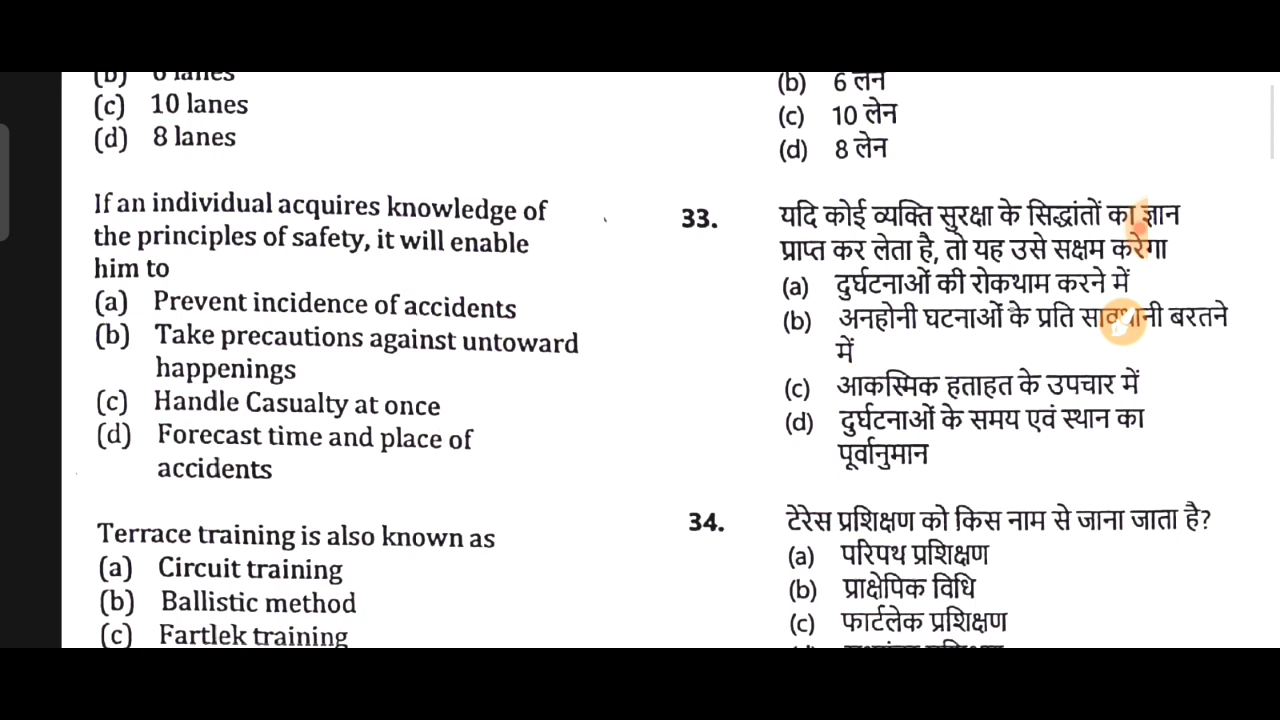 (b) 6 lanes
(c) 10 lanes
(d) 8 lanes
If an individual acquires knowledge of
the principles of safety, it will enable
him to
(a) Prevent incidence of accidents
(b) Take precautions against untoward
happenings
(c) Handle Casualty at once
(d) Forecast time and place of
accidents
Terrace training is also known as
(a) Circuit training
(b) Ballistic method
(c) Fartlek training
(b) 6 लेन
(c) 10 लेन
(d) 8 लेन
33. यदि कोई व्यक्ति सुरक्षा के सिद्धांतों का ज्ञान
प्राप्त कर लेता है, तो यह उसे सक्षम करेगा
(a) दुर्घटनाओं की रोकथाम करने में
(b) अनहोनी घटनाओं के प्रति सावधानी बरतने
में
(c) आकस्मिक हताहत के उपचार में
(d) दुर्घटनाओं के समय एवं स्थान का
पूर्वानुमान
34. टेरेस प्रशिक्षण को किस नाम से जाना जाता है?
(a) परिपथ प्रशिक्षण
(b) प्राक्षेपिक विधि
(c) फार्टलेक प्रशिक्षण